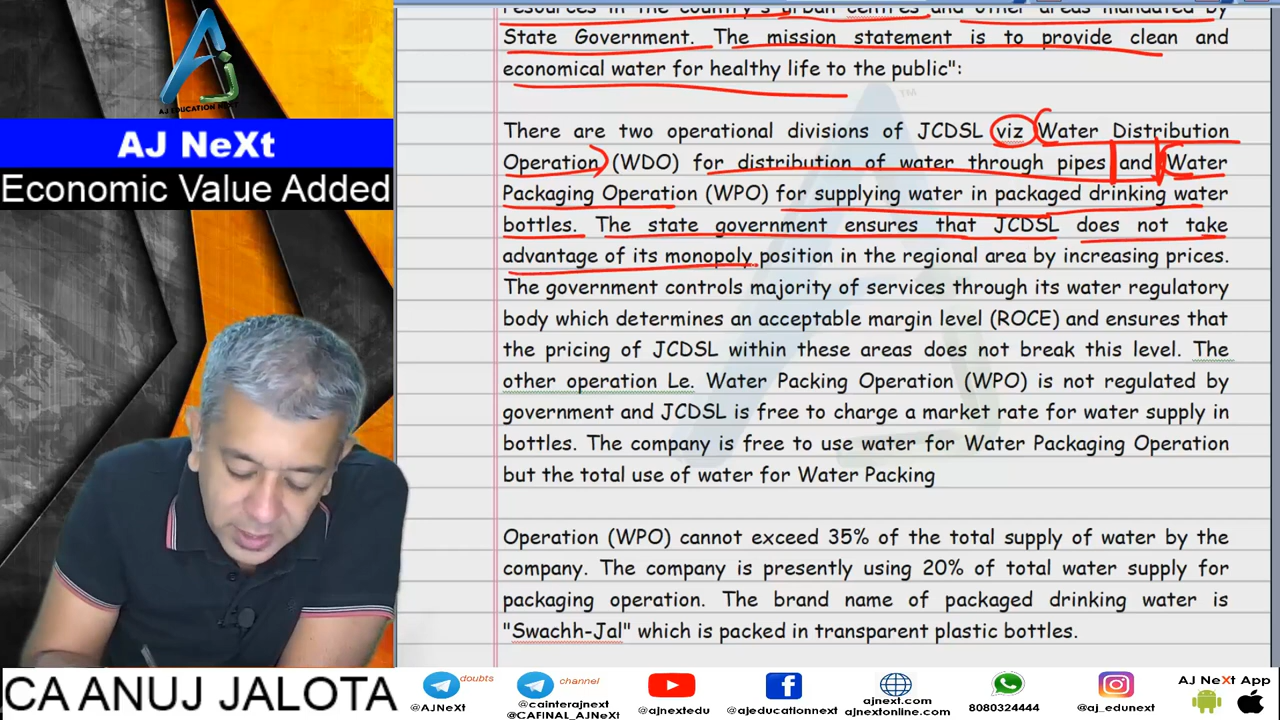 resources in the country's urban centres and other areas mandated by
State Government. The mission statement is to provide clean and
economical water for healthy life to the public":
There are two operational divisions of JCDSL viz Water Distribution
Operation (WDO) for distribution of water through pipes and Water
Packaging Operation (WPO) for supplying water in packaged drinking water
bottles. The state government ensures that JCDSL does not take
advantage of its monopoly position in the regional area by increasing prices.
The government controls majority of services through its water regulatory
body which determines an acceptable margin level (ROCE) and ensures that
the pricing of JCDSL within these areas does not break this level. The
other operation Le. Water Packing Operation (WPO) is not regulated by
government and JCDSL is free to charge a market rate for water supply in
bottles. The company is free to use water for Water Packaging Operation
but the total use of water for Water Packing
Operation (WPO) cannot exceed 35% of the total supply of water by the
company. The company is presently using 20% of total water supply for
packaging operation. The brand name of packaged drinking water is
"Swachh-Jal" which is packed in transparent plastic bottles.
AJ
AJ EDUCATION NEXT
AJ NeXt
Economic Value Added
CA ANUJ JALOTA
doubts
@AJNeXt
channel
@cainterajnext
@CAFINAL_AJNeXt
@ajnextedu
@ajeducationnext
ajnext.com
ajnextonline.com
8080324444
@aj_edunext
AJ NeXt App